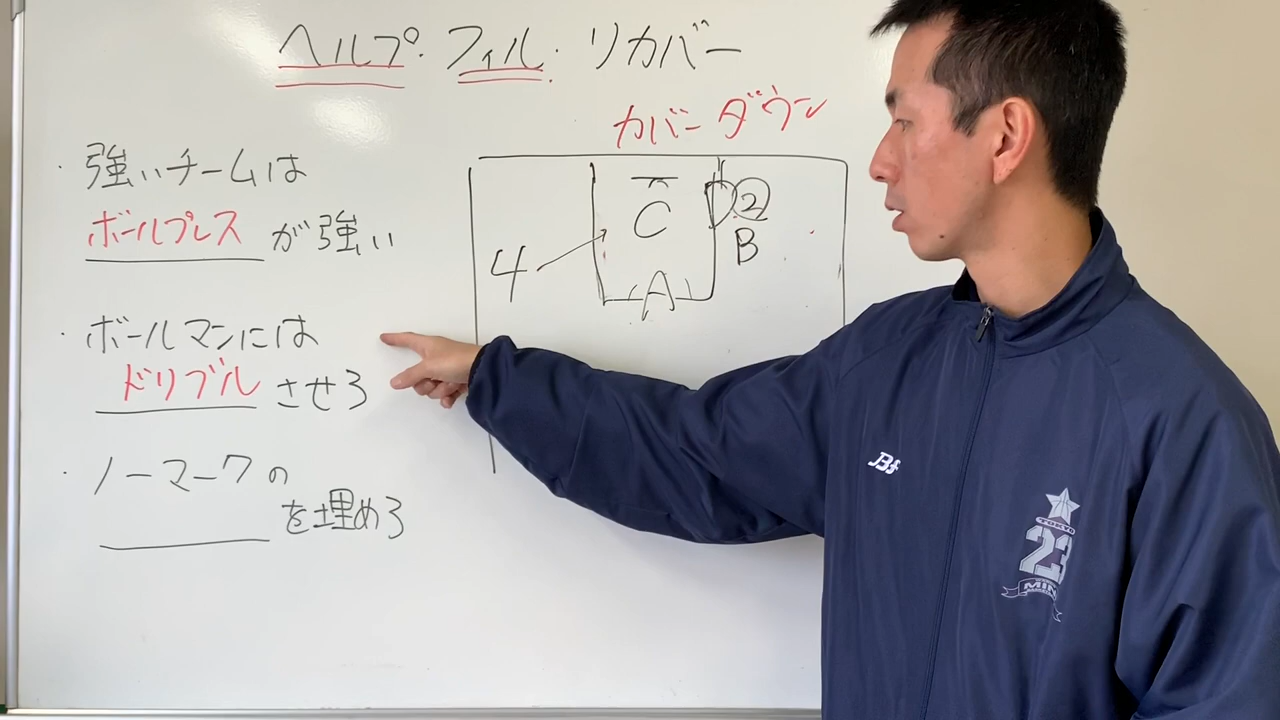 ヘルプ・フィル・リカバー
カバーダウン
・強いチームは
ボールプレスが強い
・ボールマンには
ドリブルさせろ
・ノーマークの
を埋めろ
C
D②
B
4
A
Bf
TOKYO
23
MINI